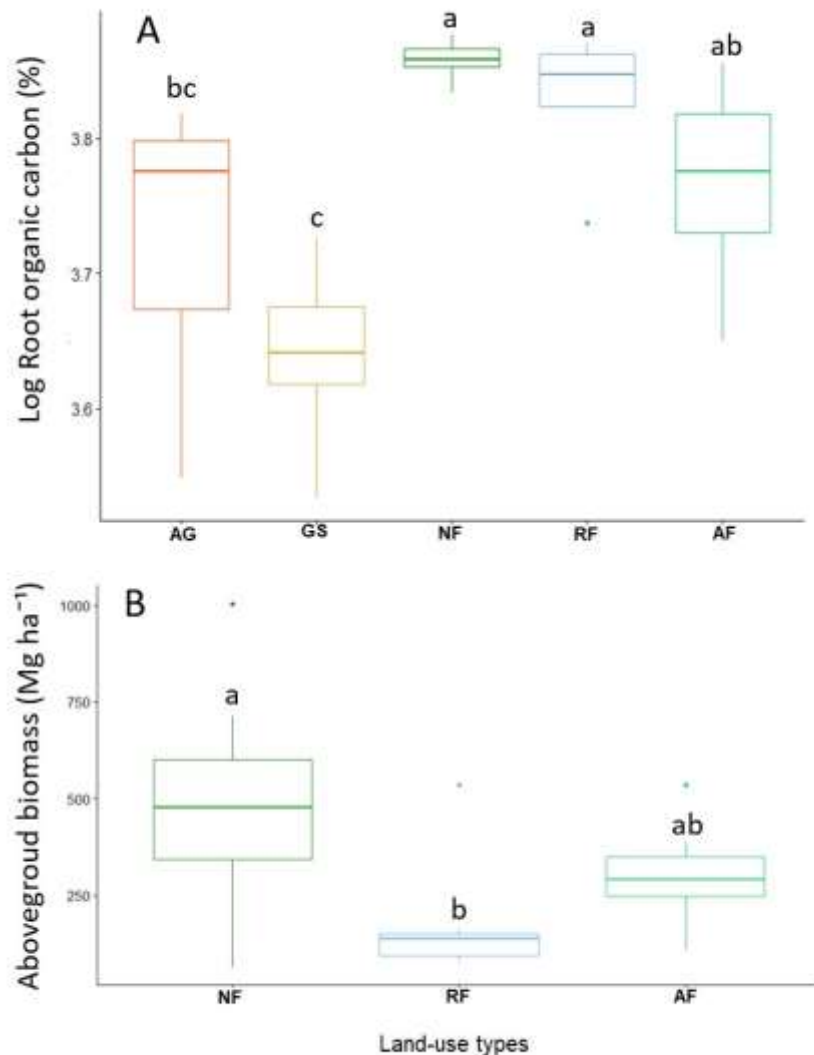 A
Log Root organic carbon (%)
bc
c
a
a
ab
3.8
3.7
3.6
AG GS NF RF AF
B
Abovegroud biomass (Mg ha⁻¹)
1000
750
500
250
a
b
ab
NF RF AF
Land-use types